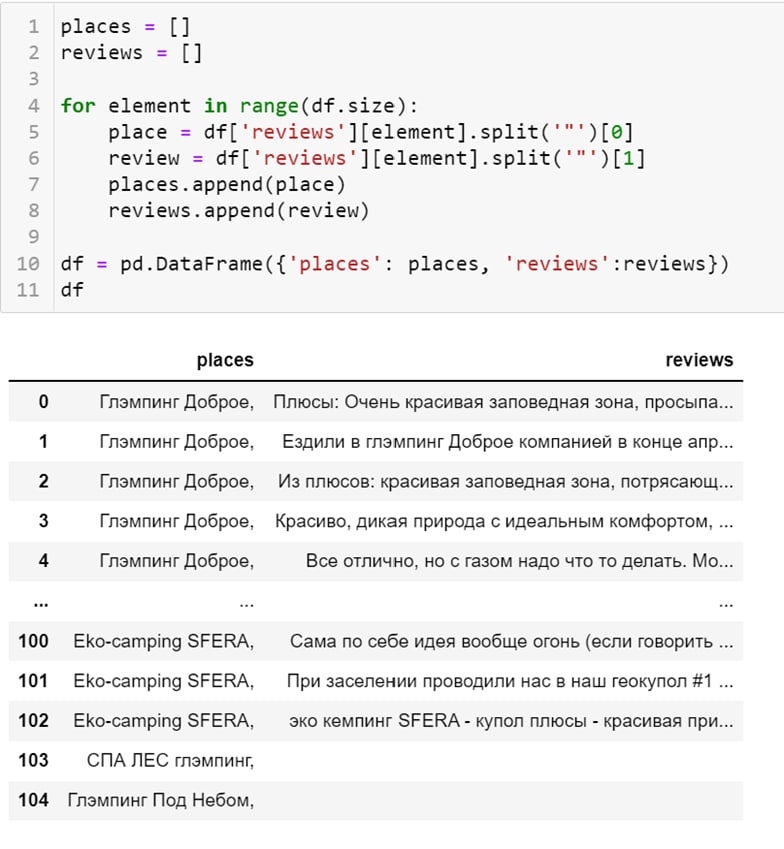 1 places = []
2 reviews = []
3
4 for element in range(df.size):
5     place = df['reviews'][element].split('"')[0]
6     review = df['reviews'][element].split('"')[1]
7     places.append(place)
8     reviews.append(review)
9
10 df = pd.DataFrame({'places': places, 'reviews':reviews})
11 df
places reviews
0 Глэмпинг Доброе, Плюсы: Очень красивая заповедная зона, просыпа...
1 Глэмпинг Доброе, Ездили в глэмпинг Доброе компанией в конце апр...
2 Глэмпинг Доброе, Из плюсов: красивая заповедная зона, потрясающ...
3 Глэмпинг Доброе, Красиво, дикая природа с идеальным комфортом, ...
4 Глэмпинг Доброе, Все отлично, но с газом надо что то делать. Мо...
... ... ...
100 Eko-camping SFERA, Сама по себе идея вообще огонь (если говорить ...
101 Eko-camping SFERA, При заселении проводили нас в наш геокупол #1 ...
102 Eko-camping SFERA, эко кемпинг SFERA - купол плюсы - красивая при...
103 СПА ЛЕС глэмпинг,
104 Глэмпинг Под Небом,